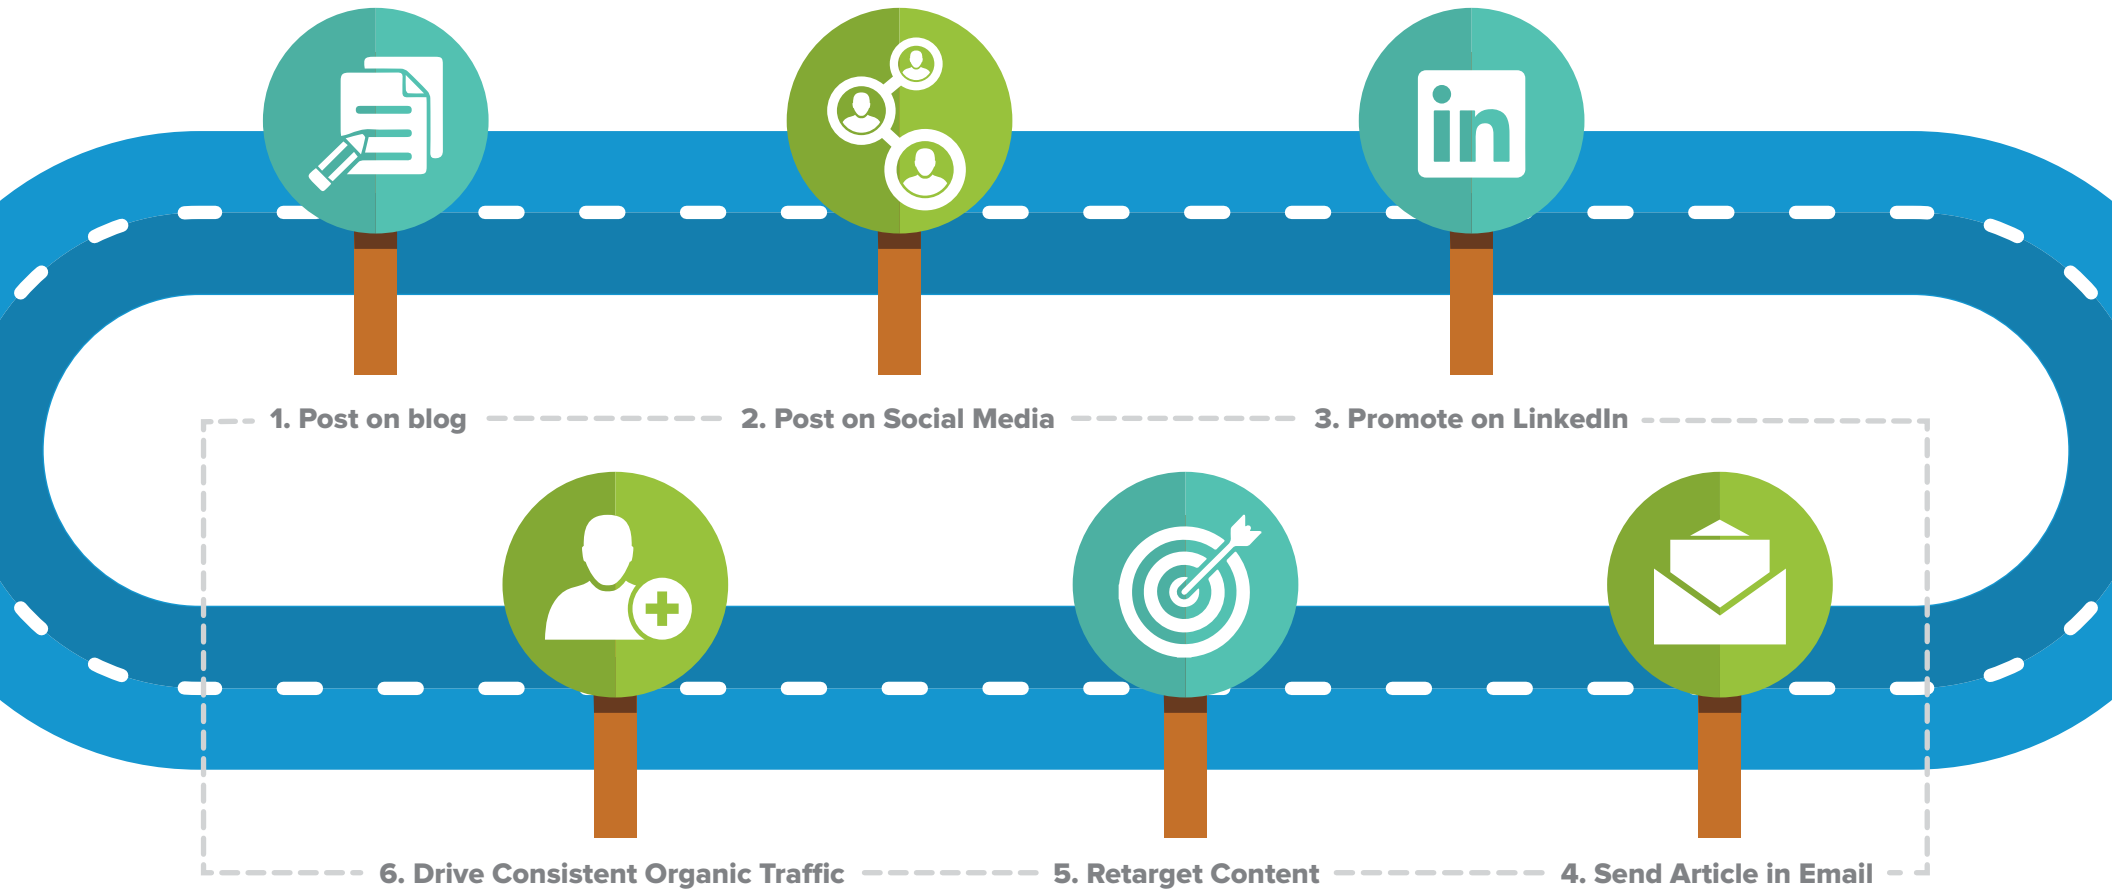 in
1. Post on blog
2. Post on Social Media
3. Promote on LinkedIn
6. Drive Consistent Organic Traffic
5. Retarget Content
4. Send Article in Email